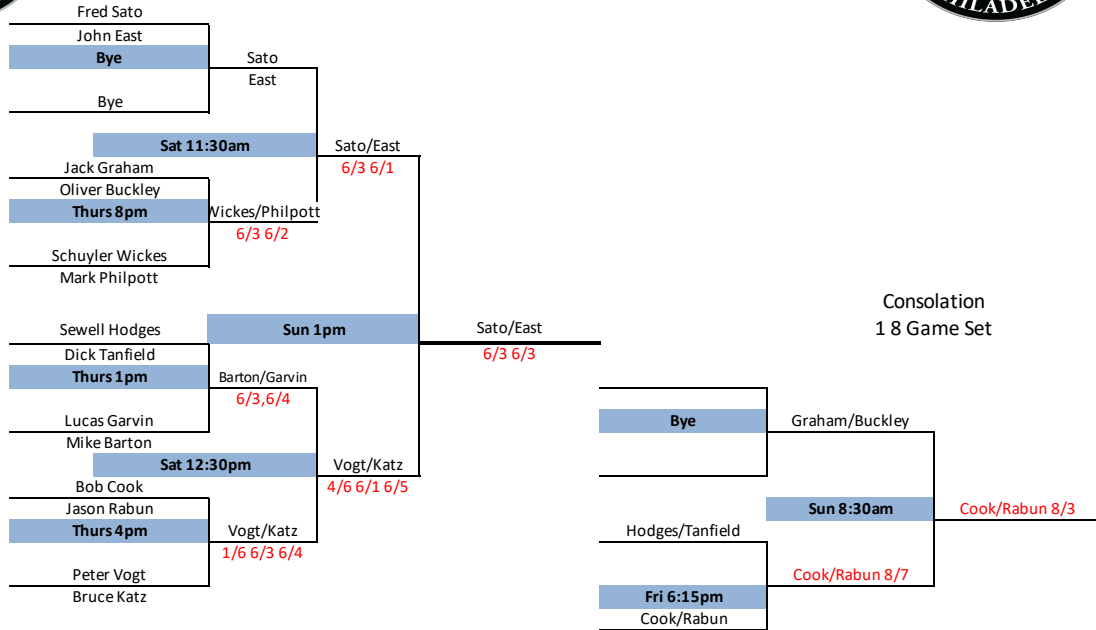 Fred Sato
John East
Bye
Sato
East
Bye
Sat 11:30am
Sato/East
6/3 6/1
Jack Graham
Oliver Buckley
Thurs 8pm
Wickes/Philpott
6/3 6/2
Schuyler Wickes
Mark Philpott
Sewell Hodges
Sun 1pm
Sato/East
6/3 6/3
Dick Tanfield
Thurs 1pm
Barton/Garvin
6/3,6/4
Lucas Garvin
Mike Barton
Sat 12:30pm
Vogt/Katz
4/6 6/1 6/5
Bob Cook
Jason Rabun
Thurs 4pm
Vogt/Katz
1/6 6/3 6/4
Peter Vogt
Bruce Katz
Consolation
1 8 Game Set
Bye
Graham/Buckley
Sun 8:30am
Cook/Rabun 8/3
Hodges/Tanfield
Cook/Rabun 8/7
Fri 6:15pm
Cook/Rabun